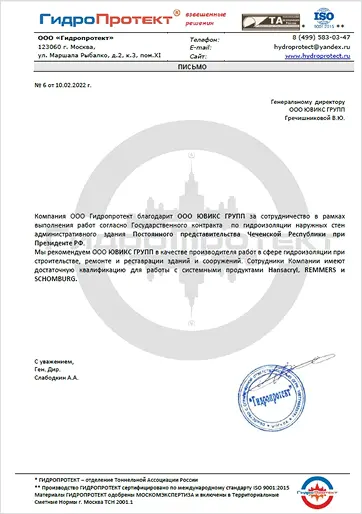 ГидроПротект® взвешенные
решения
ТА
РОССИИ
*
ISO
9001:2015 **
ООО «Гидропротект» Телефон: 8 (499) 583-03-47
123060 г. Москва, E-mail: hydroprotect@yandex.ru
ул. Маршала Рыбалко, д.2, к.3, пом.XI Сайт: www.hydroprotect.ru
ПИСЬМО
№ 6 от 10.02.2022 г.
Генеральному директору
ООО ЮВИКС ГРУПП
Гречишниковой В.Ю.
Компания ООО Гидропротект благодарит ООО ЮВИКС ГРУПП за сотрудничество в рамках
выполнения работ согласно Государственного контракта по гидроизоляции наружных стен
административного здания Постоянного представительства Чеченской Республики при
Президенте РФ.
Мы рекомендуем ООО ЮВИКС ГРУПП в качестве производителя работ в сфере гидроизоляции при
строительстве, ремонте и реставрации зданий и сооружений. Сотрудники Компании имеют
достаточную квалификацию для работы с системными продуктами Hansacryl, REMMERS и
SCHOMBURG.
С уважением,
Ген. Дир.
Слабодкин А.А.
"Гидропротект"
* ГИДРОПРОТЕКТ – отделение Тоннельной Ассоциации России
** Производство ГИДРОПРОТЕКТ сертифицировано по международному стандарту ISO 9001:2015
Материалы ГИДРОПРОТЕКТ одобрены МОСКОМЭКСПЕРТИЗА и включены в Территориальные
Сметные Нормы г. Москва ТСН 2001.1